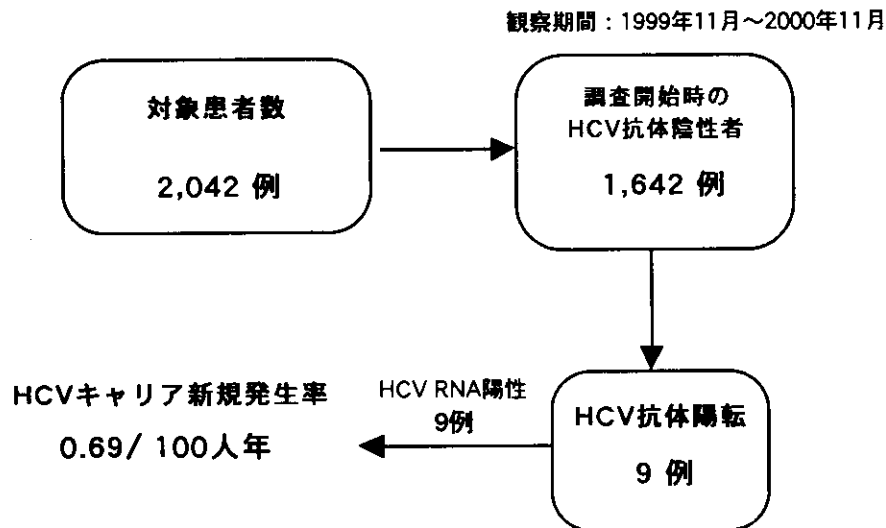 観察期間：1999年11月～2000年11月
対象患者数
2,042 例
調査開始時の
HCV抗体陰性者
1,642 例
HCV RNA陽性
9例
HCV抗体陽転
9 例
HCVキャリア新規発生率
0.69/ 100人年